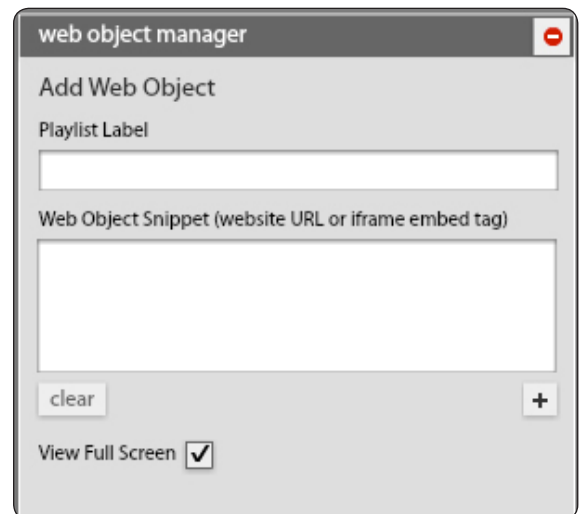 web object manager
Add Web Object
Playlist Label
Web Object Snippet (website URL or iframe embed tag)
clear
+
View Full Screen